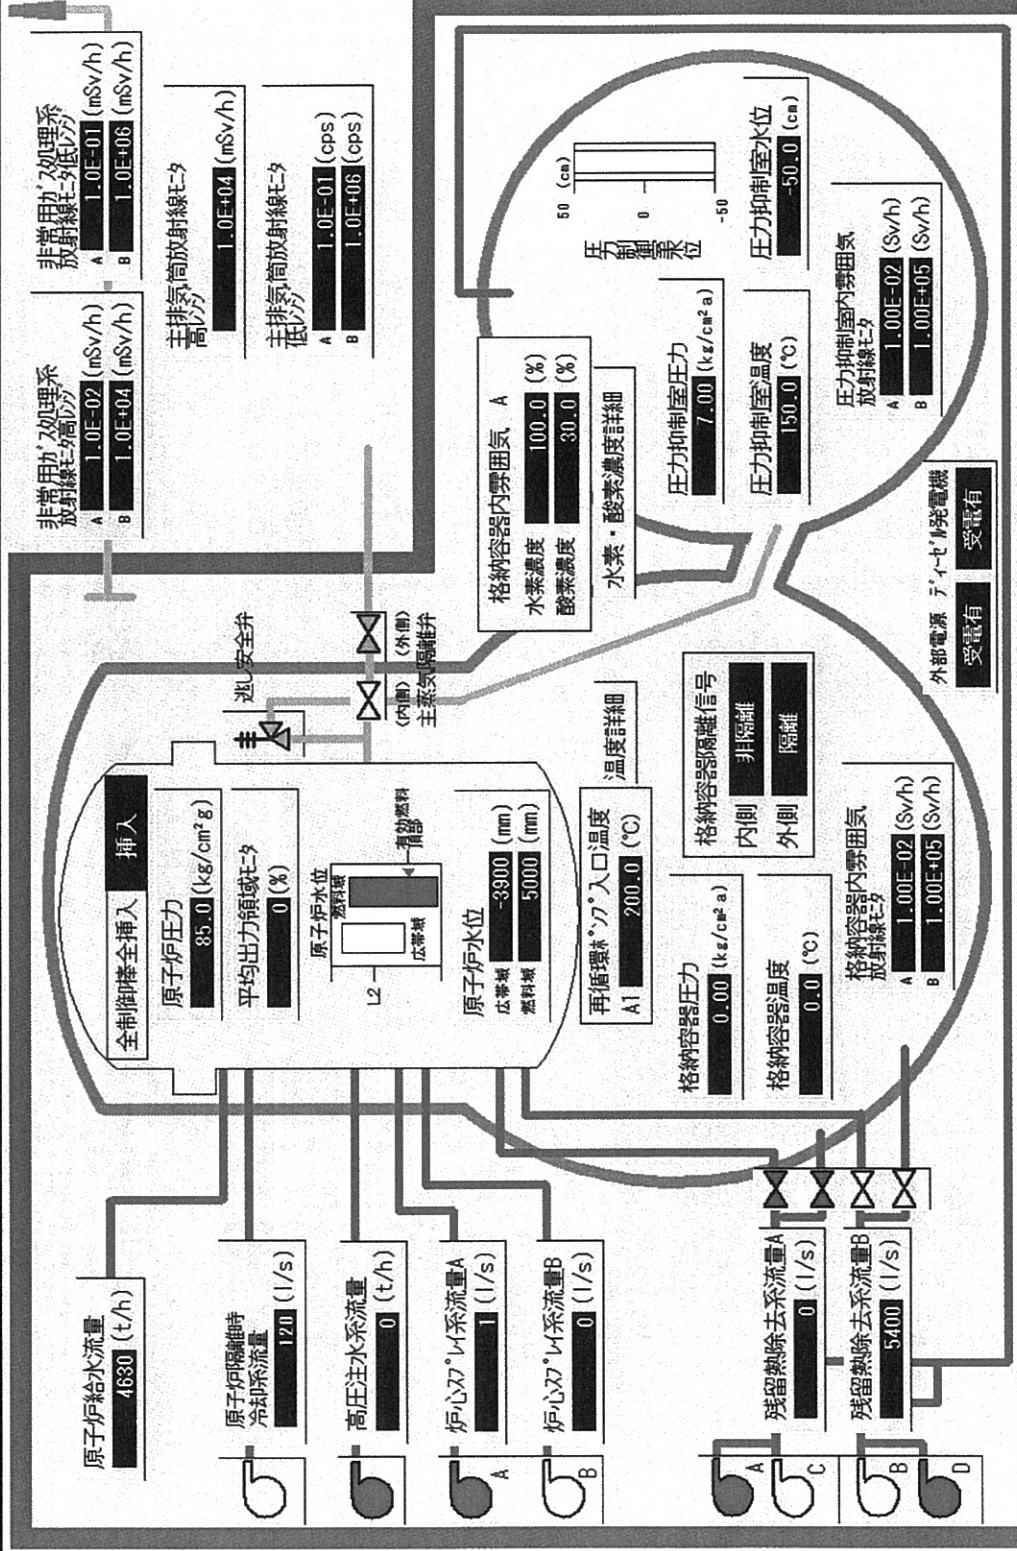 原子炉給水流量
4630 (t/h)
原子炉隔離時
冷却系流量
120 (l/s)
高圧注水系流量
0 (t/h)
炉心スプレイ系流量A
1 (l/s)
A
炉心スプレイ系流量B
0 (l/s)
B
残留熱除去系流量A
0 (l/s)
A
C
残留熱除去系流量B
5400 (l/s)
B
D
全制御棒全挿入 挿入
原子炉圧力
85.0 (kg/cm²g)
平均出力領域モニタ
0 (%)
原子炉水位
燃料域
L2
広帯域
有効燃料
頂部
原子炉水位
広帯域 -3900 (mm)
燃料域 5000 (mm)
再循環ポンプ入口温度
A1 200.0 (℃)
温度詳細
逃し安全弁
(内側) (外側)
主蒸気隔離弁
格納容器圧力
0.00 (kg/cm²a)
格納容器温度
0.0 (℃)
格納容器隔離信号
内側 非隔離
外側 隔離
格納容器内雰囲気
放射線モニタ
A 1.00E-02 (Sv/h)
B 1.00E+05 (Sv/h)
外部電源 ディーゼル発電機
受電有 受電有
非常用ガス処理系
放射線モニタ高レンジ
A 1.0E-02 (mSv/h)
B 1.0E+04 (mSv/h)
非常用ガス処理系
放射線モニタ低レンジ
A 1.0E-01 (mSv/h)
B 1.0E+06 (mSv/h)
主排気筒放射線モニタ
高レンジ
1.0E+04 (mSv/h)
主排気筒放射線モニタ
低レンジ
A 1.0E-01 (cps)
B 1.0E+06 (cps)
格納容器内雰囲気 A
水素濃度 100.0 (%)
酸素濃度 30.0 (%)
水素・酸素濃度詳細
圧力抑制室水位
50 (cm)
0
-50
圧力抑制室圧力
7.00 (kg/cm²a)
圧力抑制室温度
150.0 (℃)
圧力抑制室水位
-50.0 (cm)
圧力抑制室内雰囲気
放射線モニタ
A 1.00E-02 (Sv/h)
B 1.00E+05 (Sv/h)